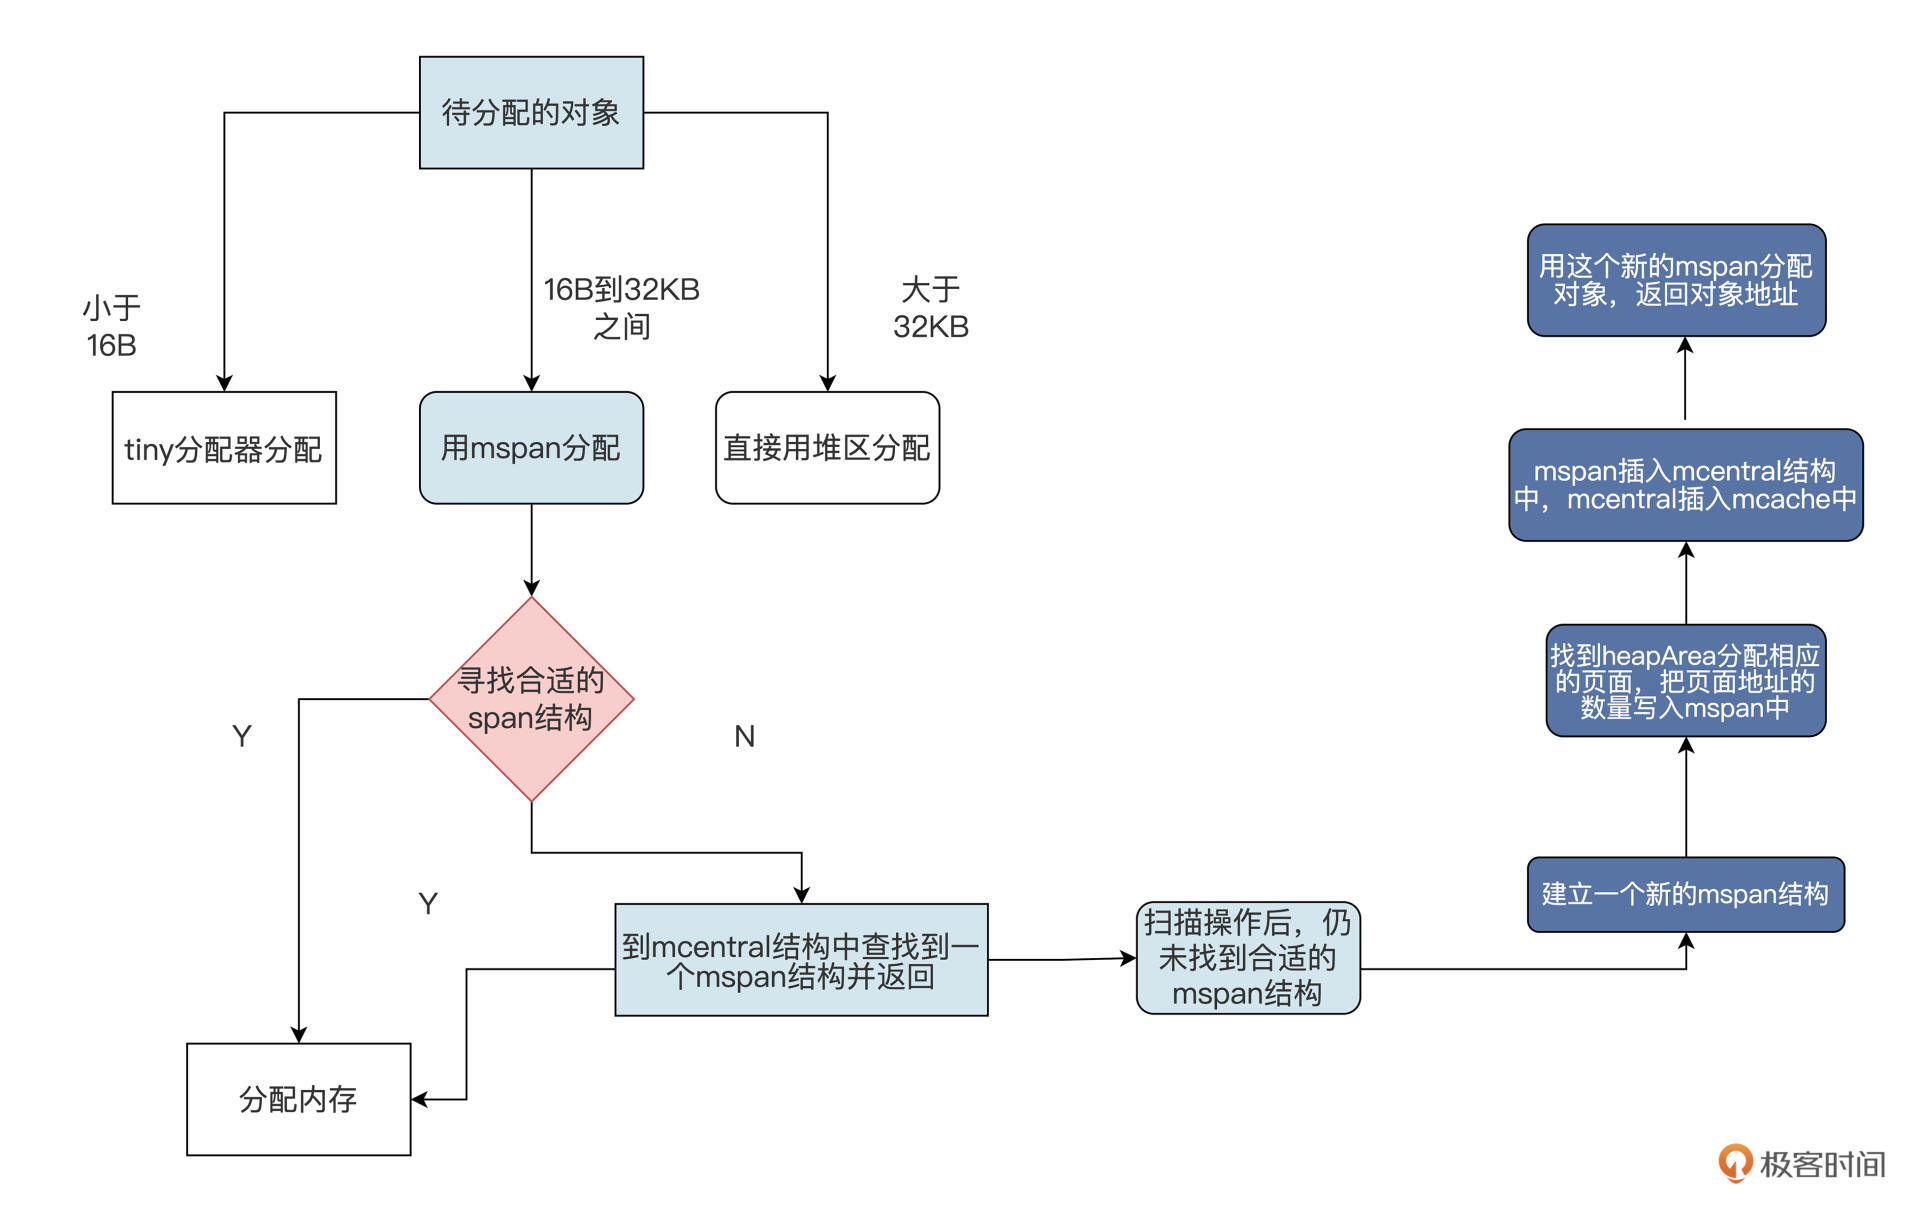 待分配的对象
小于
16B
16B到32KB
之间
大于
32KB
tiny分配器分配
用mspan分配
直接用堆区分配
寻找合适的
span结构
Y
N
Y
到mcentral结构中查找到一
个mspan结构并返回
分配内存
扫描操作后，仍
未找到合适的
mspan结构
建立一个新的mspan结构
找到heapArea分配相应
的页面，把页面地址的
数量写入mspan中
mspan插入mcentral结构
中，mcentral插入mcache中
用这个新的mspan分配
对象，返回对象地址
极客时间